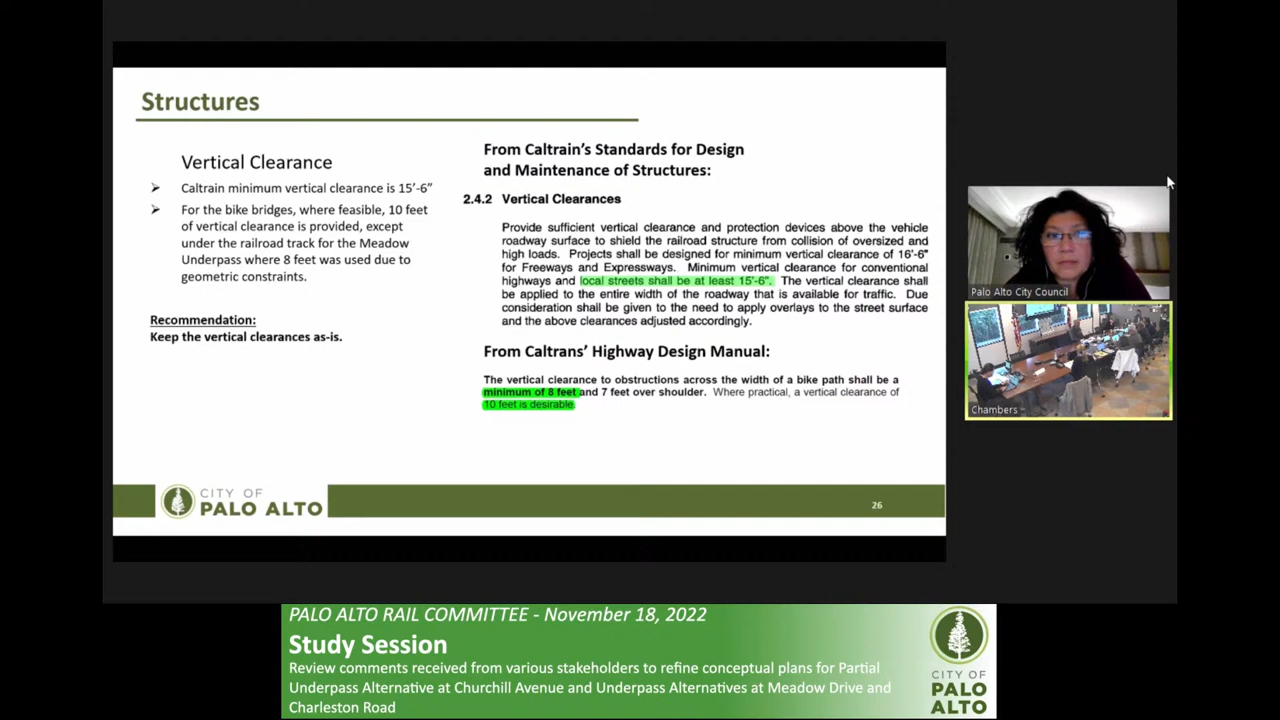 Structures
Vertical Clearance
➢ Caltrain minimum vertical clearance is 15’-6”
➢ For the bike bridges, where feasible, 10 feet
of vertical clearance is provided, except
under the railroad track for the Meadow
Underpass where 8 feet was used due to
geometric constraints.
Recommendation:
Keep the vertical clearances as-is.
From Caltrain’s Standards for Design
and Maintenance of Structures:
2.4.2 Vertical Clearances
Provide sufficient vertical clearance and protection devices above the vehicle
roadway surface to shield the railroad structure from collision of oversized and
high loads. Projects shall be designed for minimum vertical clearance of 16'-6"
for Freeways and Expressways. Minimum vertical clearance for conventional
highways and local streets shall be at least 15'-6". The vertical clearance shall
be applied to the entire width of the roadway that is available for traffic. Due
consideration shall be given to the need to apply overlays to the street surface
and the above clearances adjusted accordingly.
From Caltrans’ Highway Design Manual:
The vertical clearance to obstructions across the width of a bike path shall be a
minimum of 8 feet and 7 feet over shoulder. Where practical, a vertical clearance of
10 feet is desirable.
CITY OF
PALO ALTO
26
Palo Alto City Council
Chambers
PALO ALTO RAIL COMMITTEE - November 18, 2022
Study Session
Review comments received from various stakeholders to refine conceptual plans for Partial
Underpass Alternative at Churchill Avenue and Underpass Alternatives at Meadow Drive and
Charleston Road
CITY OF
PALO
ALTO